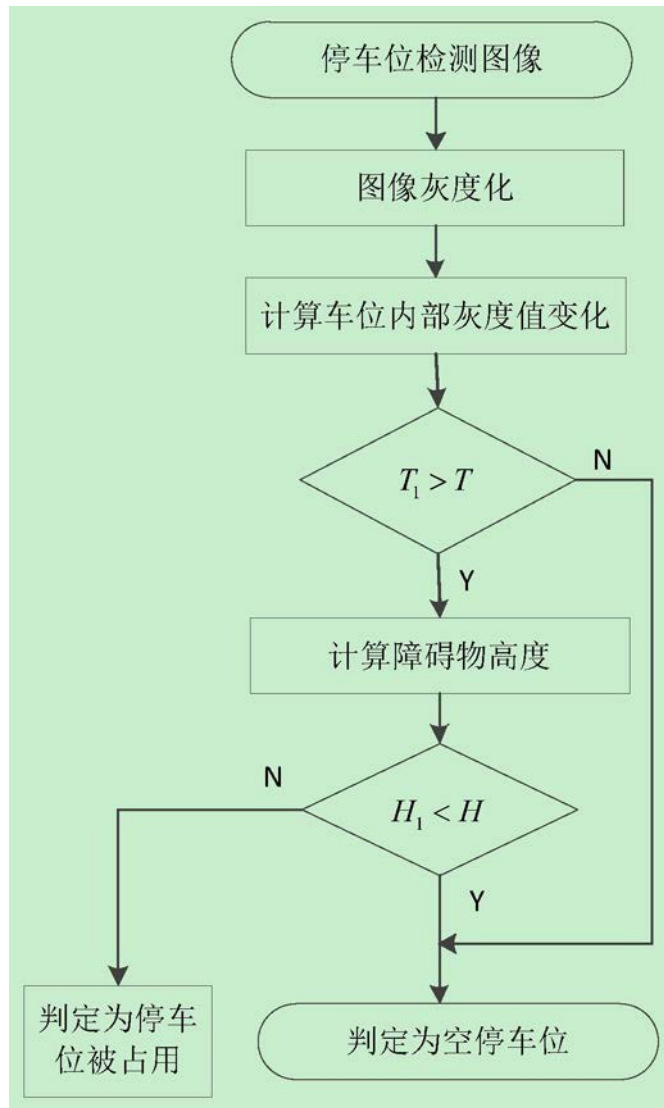 停车位检测图像
图像灰度化
计算车位内部灰度值变化
T₁ > T
N
Y
计算障碍物高度
N
H₁ < H
Y
判定为停车
位被占用
判定为空停车位